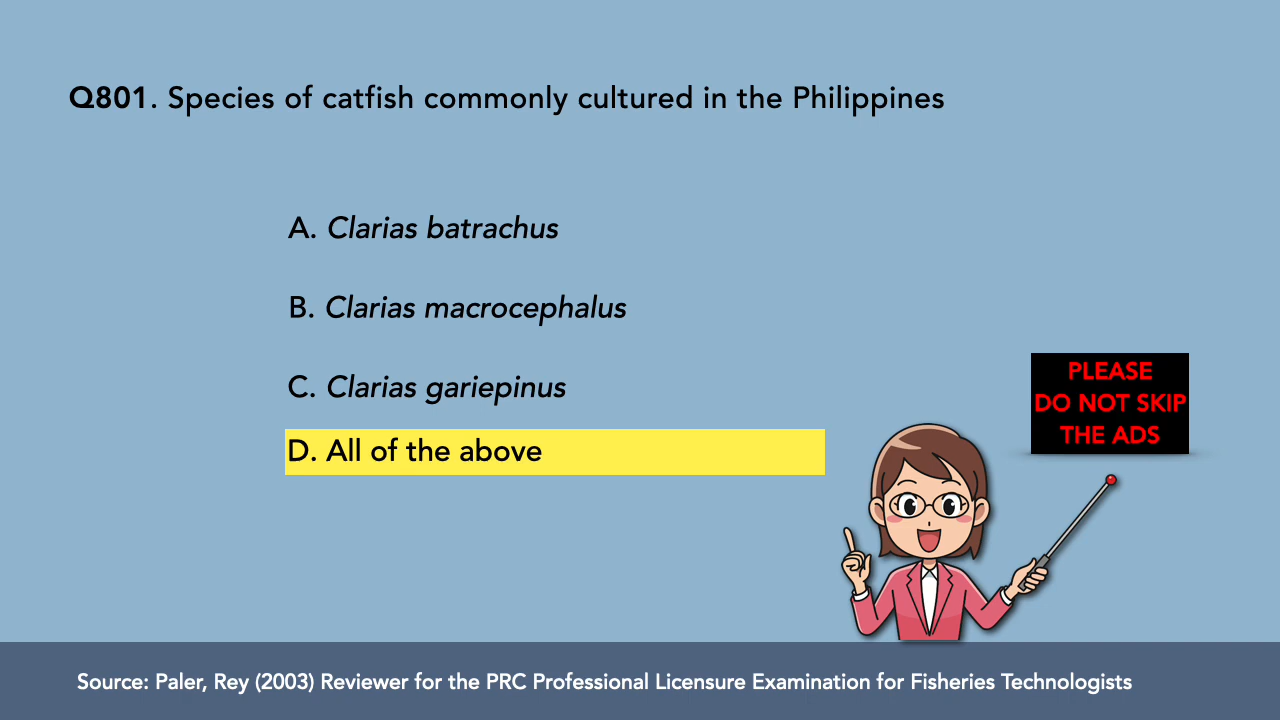 Q801. Species of catfish commonly cultured in the Philippines
A. Clarias batrachus
B. Clarias macrocephalus
C. Clarias gariepinus
D. All of the above
PLEASE
DO NOT SKIP
THE ADS
Source: Paler, Rey (2003) Reviewer for the PRC Professional Licensure Examination for Fisheries Technologists